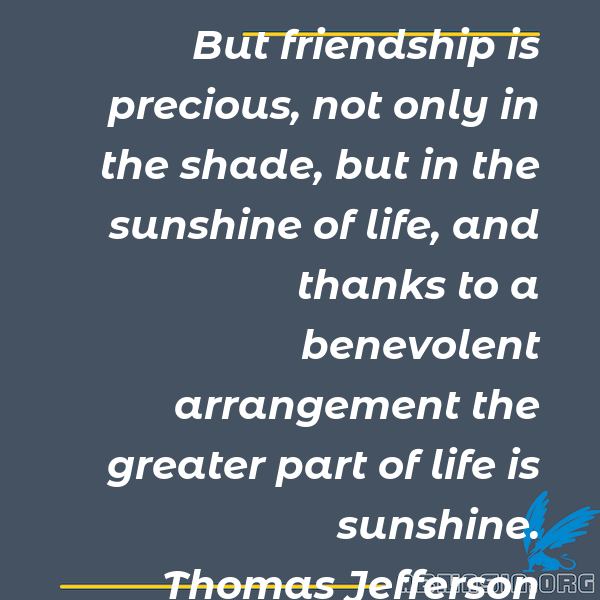 But friendship is
precious, not only in
the shade, but in the
sunshine of life, and
thanks to a
benevolent
arrangement the
greater part of life is
sunshine.
Thomas Jefferson